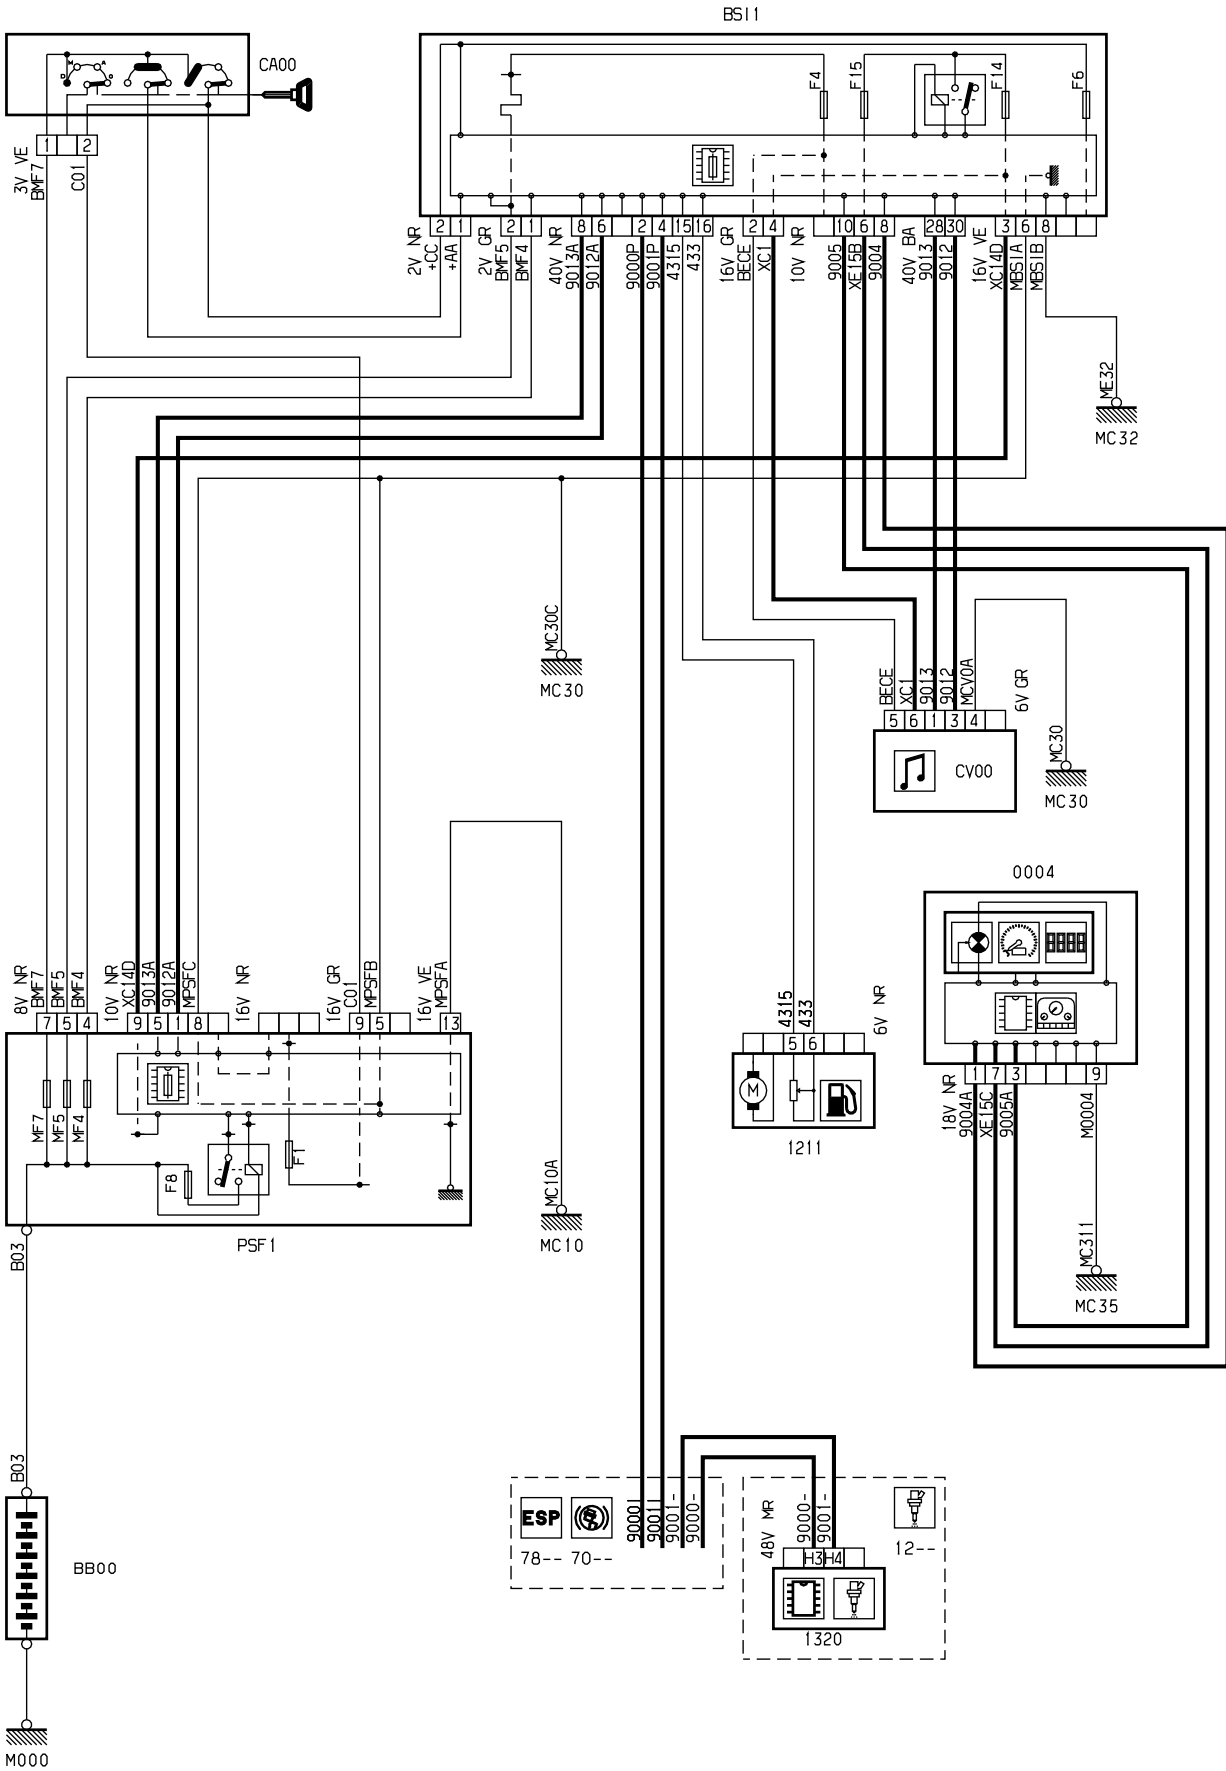 BSI1
CA00
M A
D O
F4
F15
F14
F6
1 2
3V VE
BMF7
C01
2 1 2 1 8 6 2 4 15 16 2 4 10 6 8 28 30 3 6 8
2V NR
+CC
+AA
2V GR
BMF5
BMF4
40V NR
9013A
9012A
9000P
9001P
4315
433
16V GR
BECE
XC1
10V NR
9005
XE15B
9004
40V BA
9013
9012
16V VE
XC14D
MBSIA
MBSIB
ME32
MC32
MC30C
MC30
BECE
XC1
9013
9012
MCV0A
6V GR
5 6 1 3 4
CV00
MC30
MC30
0004
8V NR
BMF7
BMF5
BMF4
10V NR
XC14D
9013A
9012A
MPSFC
16V NR
16V GR
C01
MPSFB
16V VE
MPSFA
7 5 4 9 5 1 8 9 5 13
MF7
MF5
MF4
F8
F1
PSF1
MC10A
MC10
4315
433
6V NR
5 6
M
1211
1 7 3 9
18V NR
9004A
XE15C
9005A
M0004
MC311
MC35
B03
B03
BB00
M000
ESP
78-- 70--
9000I
9001I
9001-
9000-
48V MR
9000-
9001-
H3 H4
12--
1320